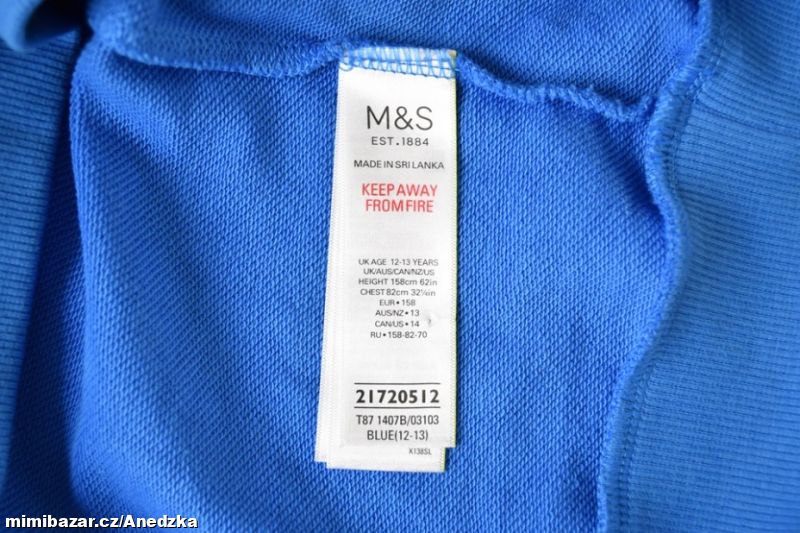 M&S
EST.1884
MADE IN SRI LANKA
KEEP AWAY
FROM FIRE
UK AGE 12-13 YEARS
UK/AUS/CAN/NZ/US
HEIGHT 158cm 62in
CHEST 82cm 32¼in
EUR•158
AUS/NZ•13
CAN/US•14
RU•158-82-70
21720512
T87 1407B/03103
BLUE(12-13)
X138SL
mimibazar.cz/Anedzka